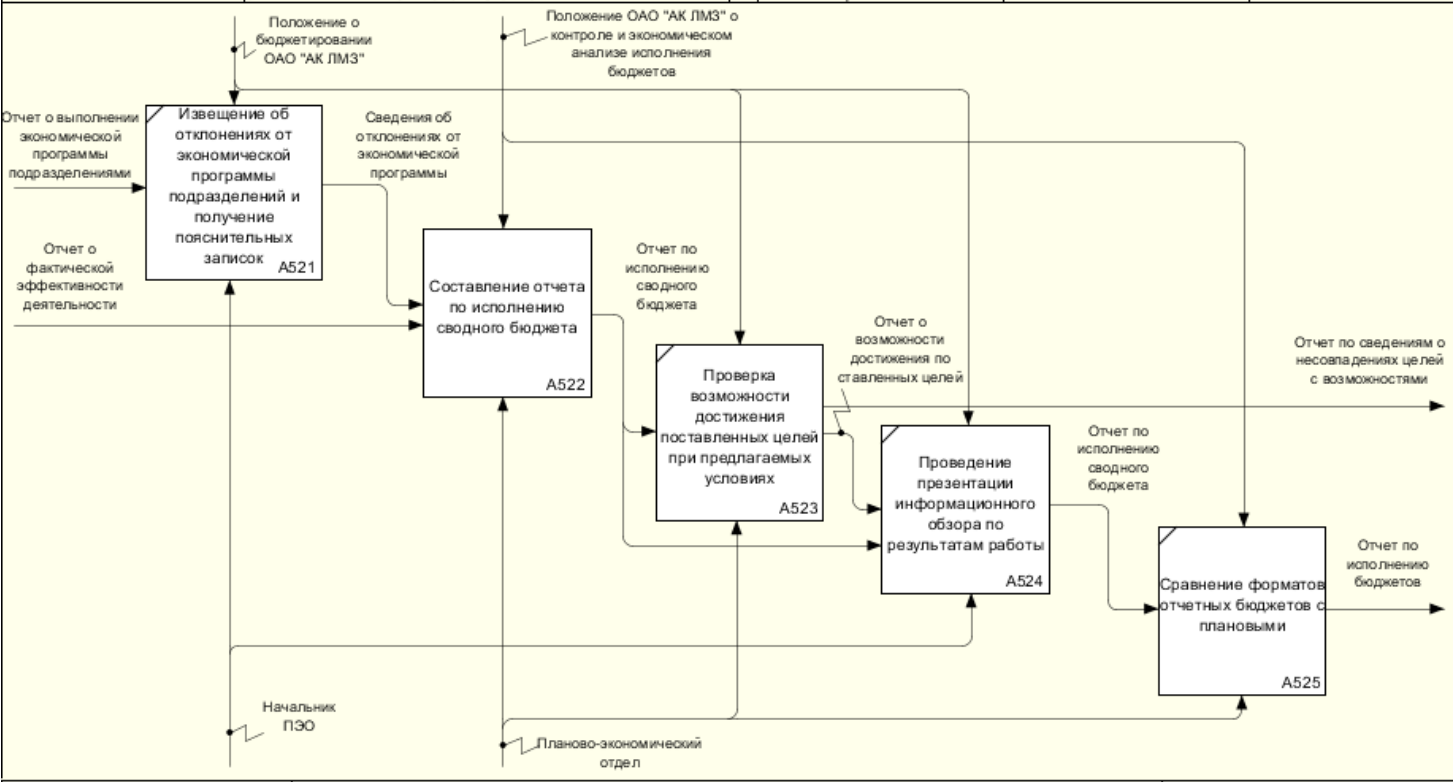 Положение о
бюджетировании
ОАО "АК ЛМЗ"
Положение ОАО "АК ЛМЗ" о
контроле и экономическом
анализе исполнения
бюджетов
Отчет о выполнении
экономической
программы
подразделениями
Извещение об
отклонениях от
экономической
программы
подразделений и
получение
пояснительных
записок
A521
Сведения об
отклонениях от
экономической
программы
Отчет о
фактической
эффективности
деятельности
Составление отчета
по исполнению
сводного бюджета
A522
Отчет по
исполнению
сводного
бюджета
Проверка
возможности
достижения
поставленных целей
при предлагаемых
условиях
A523
Отчет о
возможности
достижения по
ставленных целей
Отчет по сведениям о
несовпадениях целей
с возможностями
Проведение
презентации
информационного
обзора по
результатам работы
A524
Отчет по
исполнению
сводного
бюджета
Сравнение форматов
отчетных бюджетов с
плановыми
A525
Отчет по
исполнению
бюджетов
Начальник
ПЭО
Планово-экономический
отдел